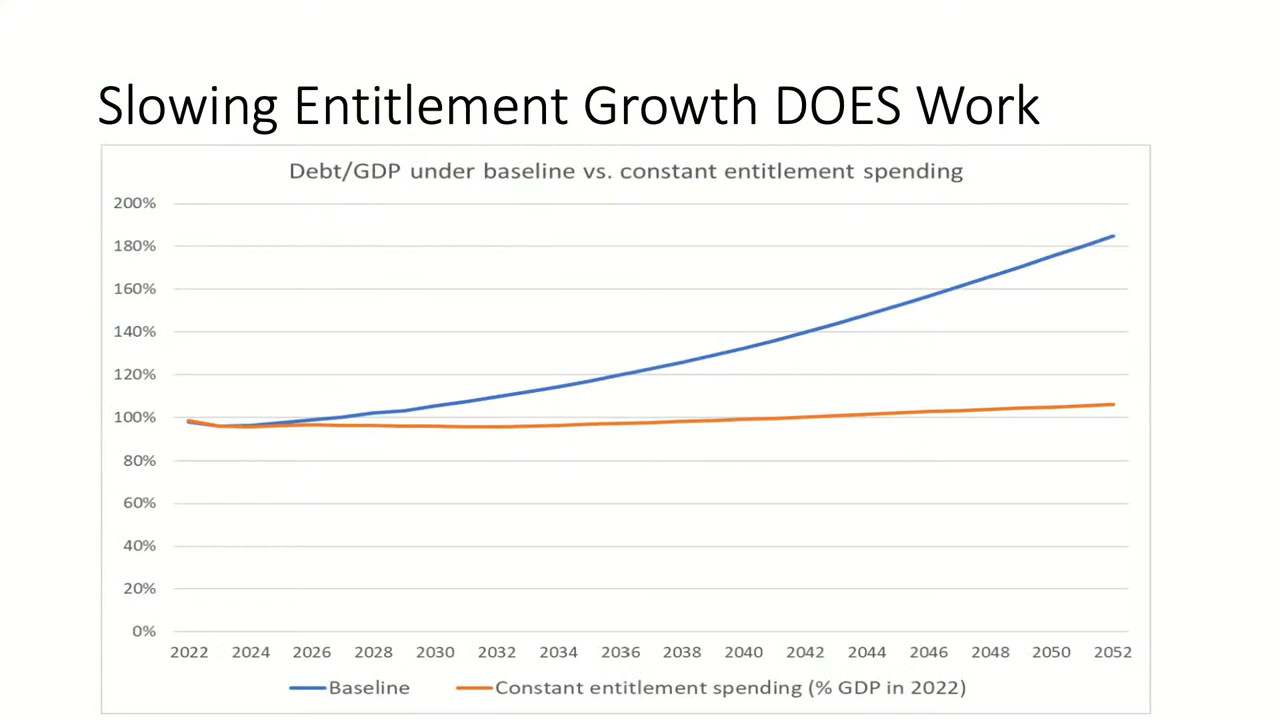 Slowing Entitlement Growth DOES Work
Debt/GDP under baseline vs. constant entitlement spending
200%
180%
160%
140%
120%
100%
80%
60%
40%
20%
0%
2022 2024 2026 2028 2030 2032 2034 2036 2038 2040 2042 2044 2046 2048 2050 2052
Baseline Constant entitlement spending (% GDP in 2022)